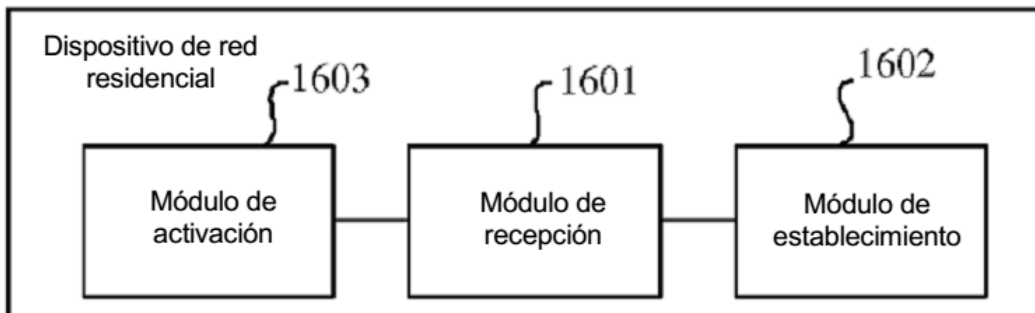 Dispositivo de red
residencial
1603
1601
1602
Módulo de
activación
Módulo de
recepción
Módulo de
establecimiento